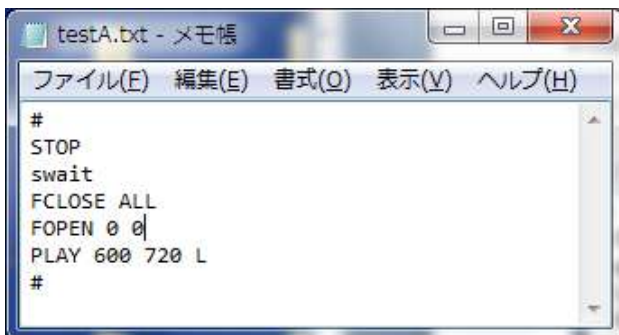 testA.txt - メモ帳
ファイル(F) 編集(E) 書式(O) 表示(V) ヘルプ(H)
#
STOP
swait
FCLOSE ALL
FOPEN 0 0
PLAY 600 720 L
#